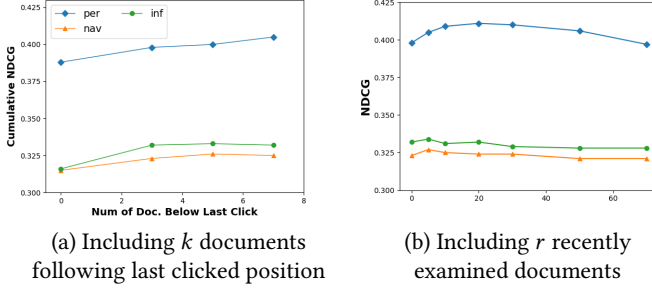 0.425
0.400
0.375
0.350
0.325
0.300
Cumulative NDCG
per
nav
inf
0 2 4 6 8
Num of Doc. Below Last Click
(a) Including k documents
following last clicked position
0.425
0.400
0.375
0.350
0.325
0.300
NDCG
0 20 40 60
(b) Including r recently
examined documents